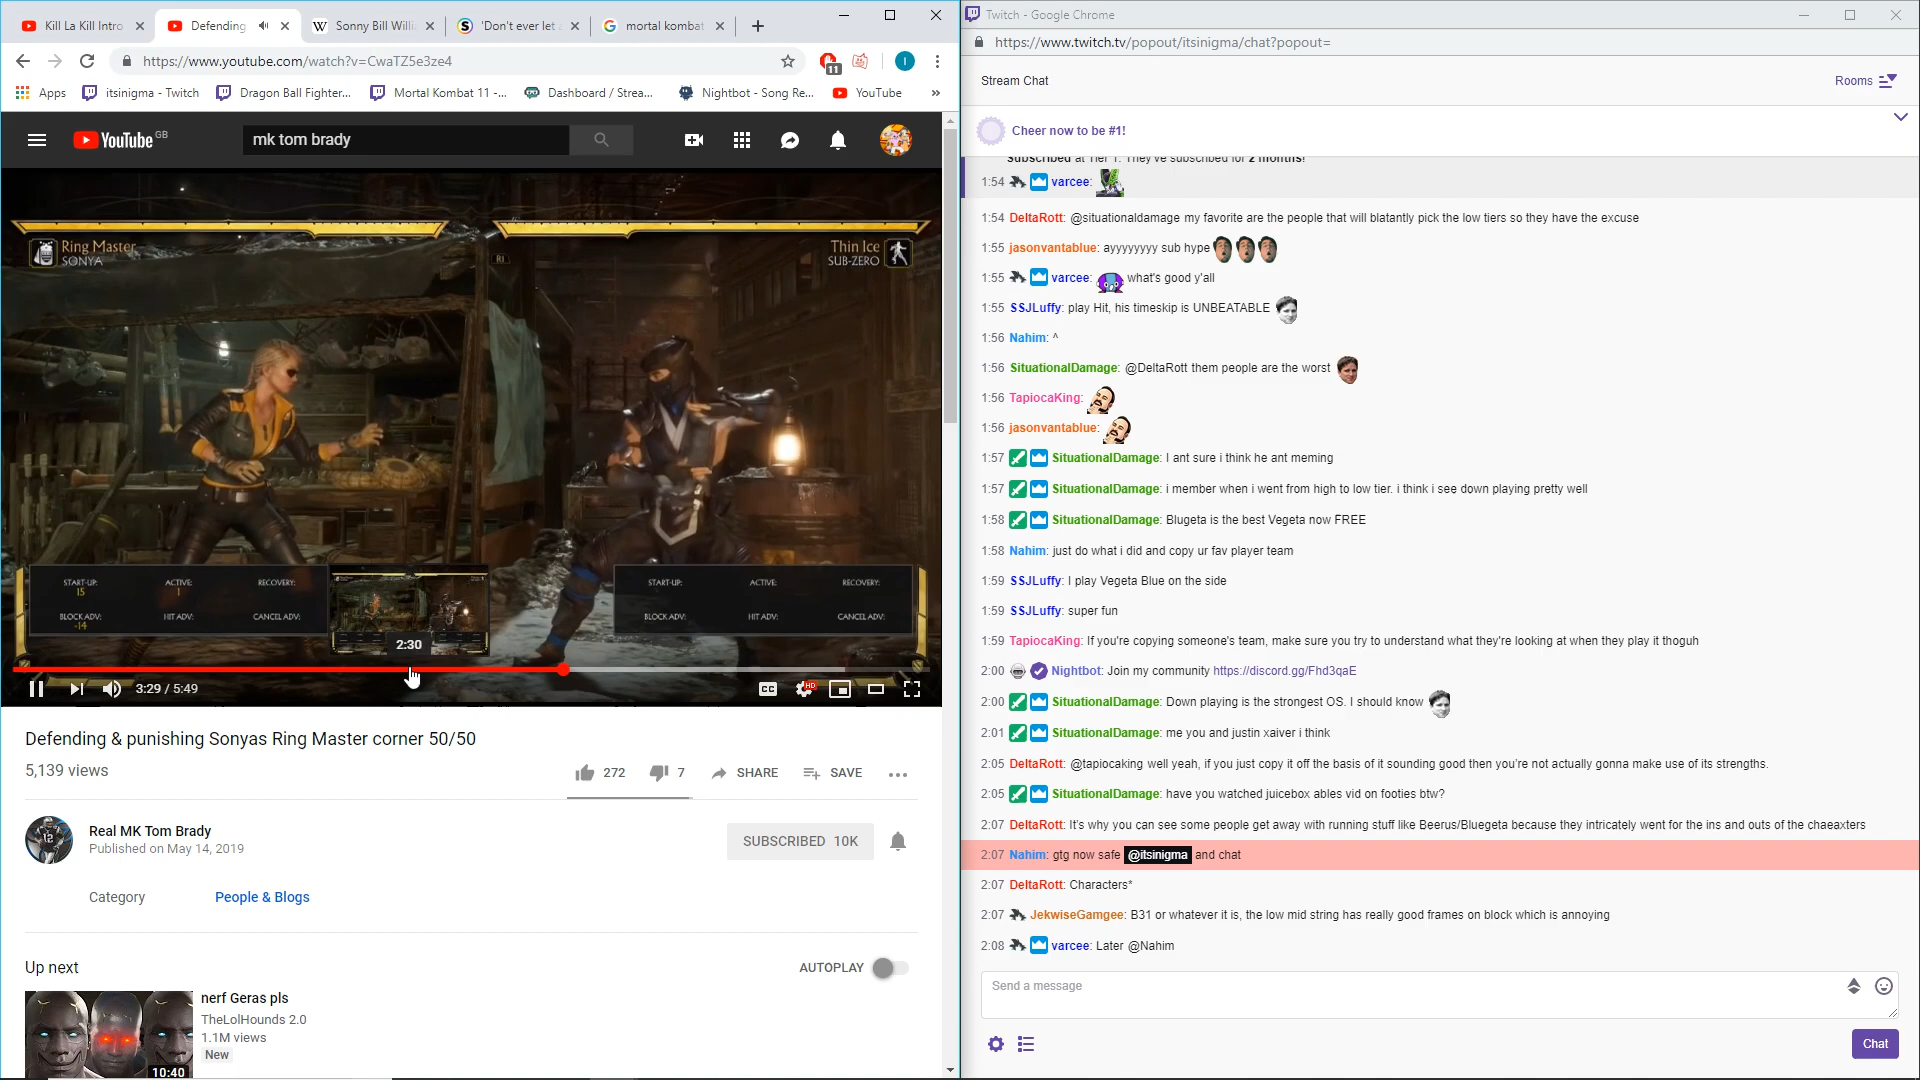 Kill La Kill Intro
Defending
Sonny Bill Willi
'Don't ever let
mortal kombat
https://www.youtube.com/watch?v=CwaTZ5e3ze4
11
I
Apps
itsinigma - Twitch
Dragon Ball Fighter...
Mortal Kombat 11 -...
Dashboard / Strea...
Nightbot - Song Re...
YouTube
»
YouTube GB
mk tom brady
Ring Master
SONYA
R1
Thin Ice
SUB-ZERO
START-UP:
15
ACTIVE:
1
RECOVERY:
BLOCK ADV:
-14
HIT ADV:
CANCEL ADV:
START-UP:
ACTIVE:
RECOVERY:
BLOCK ADV:
HIT ADV:
CANCEL ADV:
2:30
3:29 / 5:49
CC
HD
Defending & punishing Sonyas Ring Master corner 50/50
5,139 views
272
7
SHARE
SAVE
Real MK Tom Brady
Published on May 14, 2019
SUBSCRIBED 10K
Category
People & Blogs
Up next
AUTOPLAY
nerf Geras pls
TheLolHounds 2.0
1.1M views
New
10:40
Twitch - Google Chrome
https://www.twitch.tv/popout/itsinigma/chat?popout=
Stream Chat
Rooms
Cheer now to be #1!
Subscribed at Tier 1. They've subscribed for 2 months!
1:54 varcee:
1:54 DeltaRott: @situationaldamage my favorite are the people that will blatantly pick the low tiers so they have the excuse
1:55 jasonvantablue: ayyyyyyyy sub hype
1:55 varcee: what's good y'all
1:55 SSJLuffy: play Hit, his timeskip is UNBEATABLE
1:56 Nahim: ^
1:56 SituationalDamage: @DeltaRott them people are the worst
1:56 TapiocaKing:
1:56 jasonvantablue:
1:57 SituationalDamage: I ant sure i think he ant meming
1:57 SituationalDamage: i member when i went from high to low tier. i think i see down playing pretty well
1:58 SituationalDamage: Blugeta is the best Vegeta now FREE
1:58 Nahim: just do what i did and copy ur fav player team
1:59 SSJLuffy: I play Vegeta Blue on the side
1:59 SSJLuffy: super fun
1:59 TapiocaKing: If you're copying someone's team, make sure you try to understand what they're looking at when they play it thoguh
2:00 Nightbot: Join my community https://discord.gg/Fhd3qaE
2:00 SituationalDamage: Down playing is the strongest OS. I should know
2:01 SituationalDamage: me you and justin xaiver i think
2:05 DeltaRott: @tapiocaking well yeah, if you just copy it off the basis of it sounding good then you're not actually gonna make use of its strengths.
2:05 SituationalDamage: have you watched juicebox ables vid on footies btw?
2:07 DeltaRott: It's why you can see some people get away with running stuff like Beerus/Bluegeta because they intricately went for the ins and outs of the chaeaxters
2:07 Nahim: gtg now safe @itsinigma and chat
2:07 DeltaRott: Characters*
2:07 JekwiseGamgee: B31 or whatever it is, the low mid string has really good frames on block which is annoying
2:08 varcee: Later @Nahim
Send a message
Chat